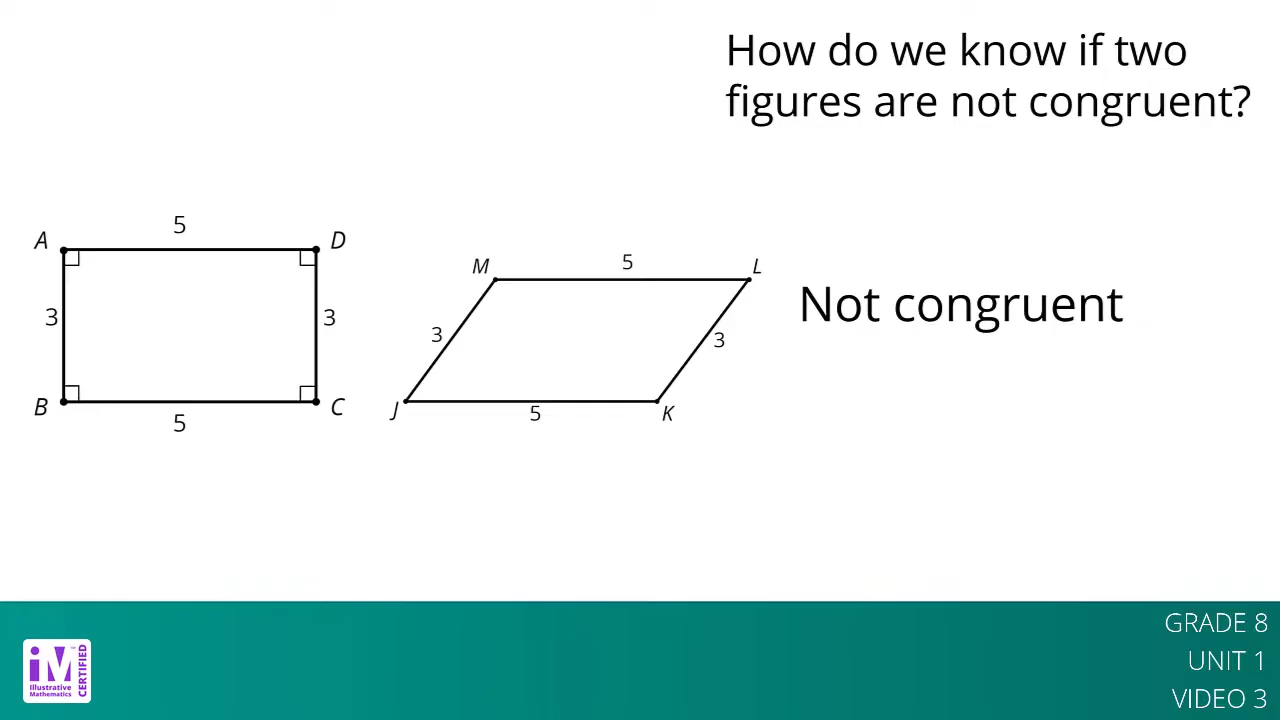 How do we know if two
figures are not congruent?
5
A
D
3
3
B
C
5
M
5
L
3
3
J
5
K
Not congruent
GRADE 8
UNIT 1
VIDEO 3
iM™
Illustrative
Mathematics
CERTIFIED